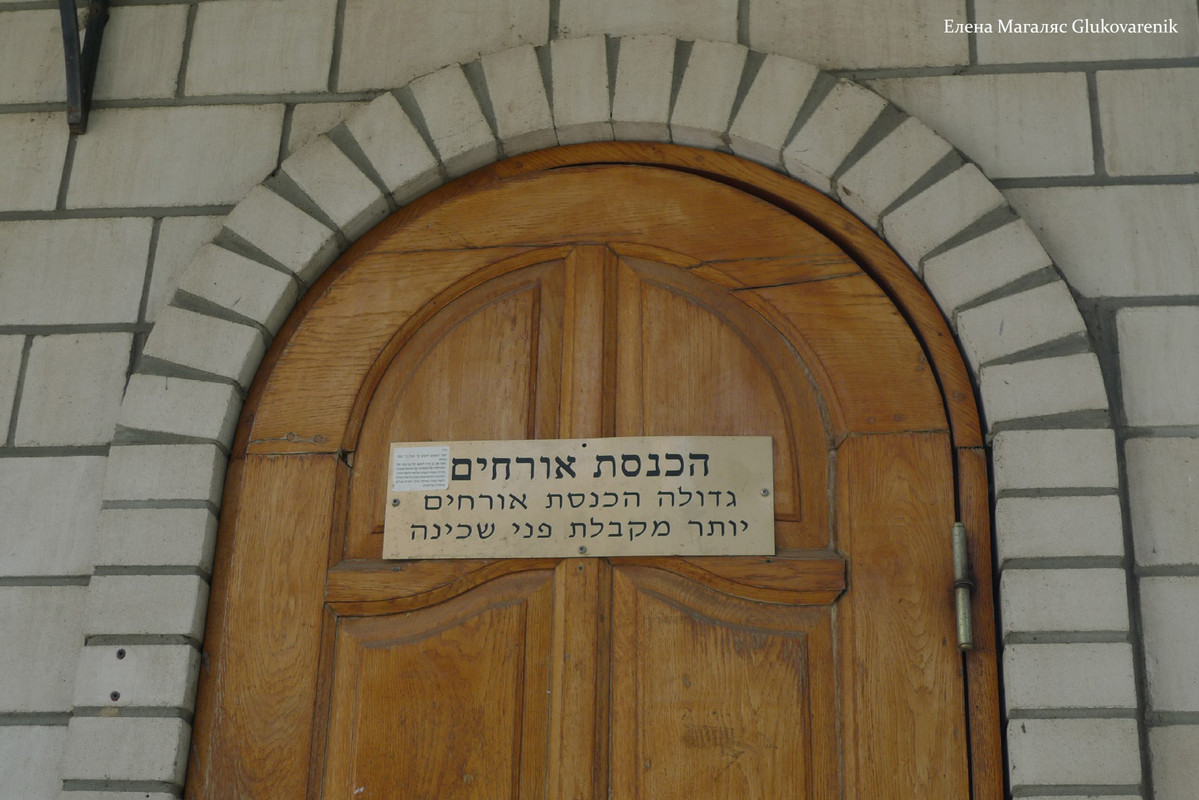 Елена Магаляс Glukovarenik
הכנסת אורחים
גדולה הכנסת אורחים
יותר מקבלת פני שכינה